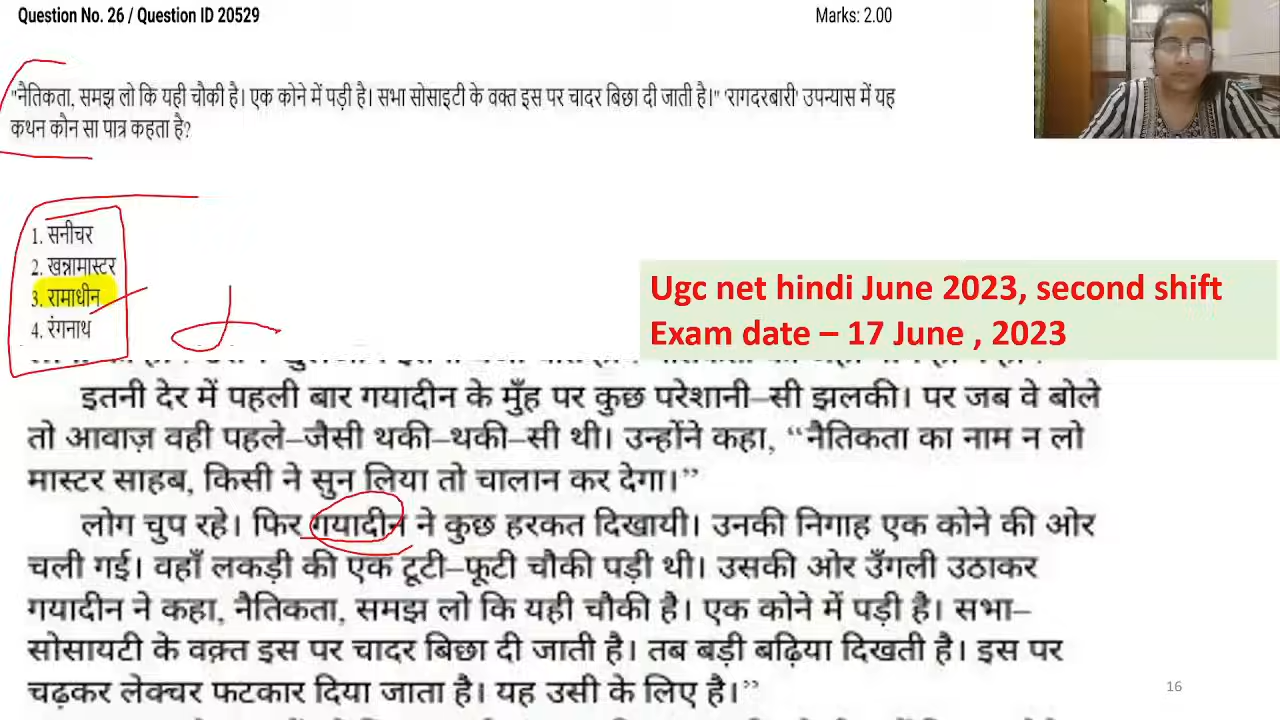 Question No. 26 / Question ID 20529
Marks: 2.00
"नैतिकता, समझ लो कि यही चौकी है। एक कोने में पड़ी है। सभा सोसाइटी के वक्त इस पर चादर बिछा दी जाती है।" 'रागदरबारी' उपन्यास में यह
कथन कौन सा पात्र कहता है?
1. सनीचर
2. खन्नामास्टर
3. रामाधीन
4. रंगनाथ
Ugc net hindi June 2023, second shift
Exam date – 17 June , 2023
इतनी देर में पहली बार गयादीन के मुँह पर कुछ परेशानी–सी झलकी। पर जब वे बोले
तो आवाज़ वही पहले–जैसी थकी–थकी–सी थी। उन्होंने कहा, “नैतिकता का नाम न लो
मास्टर साहब, किसी ने सुन लिया तो चालान कर देगा।”
लोग चुप रहे। फिर गयादीन ने कुछ हरकत दिखायी। उनकी निगाह एक कोने की ओर
चली गई। वहाँ लकड़ी की एक टूटी–फूटी चौकी पड़ी थी। उसकी ओर उँगली उठाकर
गयादीन ने कहा, नैतिकता, समझ लो कि यही चौकी है। एक कोने में पड़ी है। सभा–
सोसायटी के वक़्त इस पर चादर बिछा दी जाती है। तब बड़ी बढ़िया दिखती है। इस पर
चढ़कर लेक्चर फटकार दिया जाता है। यह उसी के लिए है।”
16